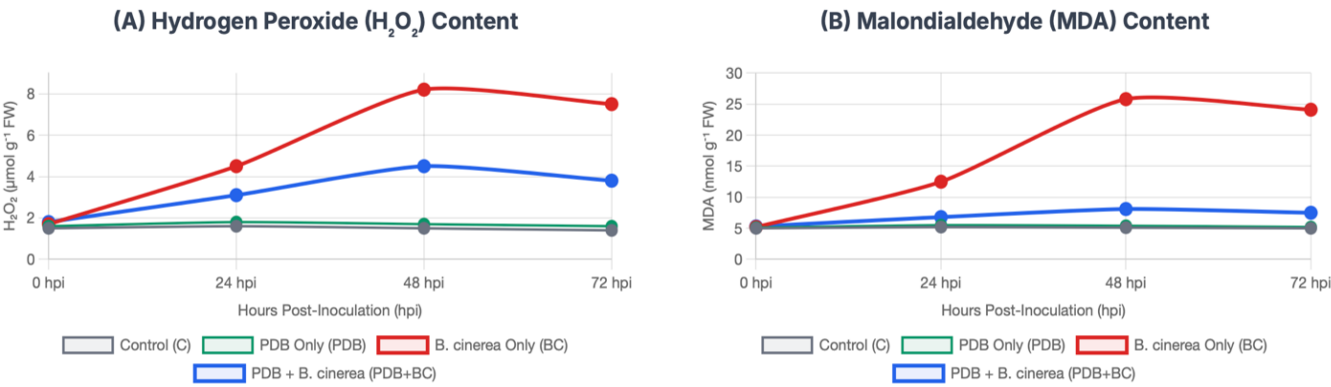 (A) Hydrogen Peroxide (H₂O₂) Content
H₂O₂ (μmol g⁻¹ FW)
8
6
4
2
0
0 hpi 24 hpi 48 hpi 72 hpi
Hours Post-Inoculation (hpi)
Control (C) PDB Only (PDB) B. cinerea Only (BC)
PDB + B. cinerea (PDB+BC)
(B) Malondialdehyde (MDA) Content
MDA (nmol g⁻¹ FW)
30
25
20
15
10
5
0
0 hpi 24 hpi 48 hpi 72 hpi
Hours Post-Inoculation (hpi)
Control (C) PDB Only (PDB) B. cinerea Only (BC)
PDB + B. cinerea (PDB+BC)